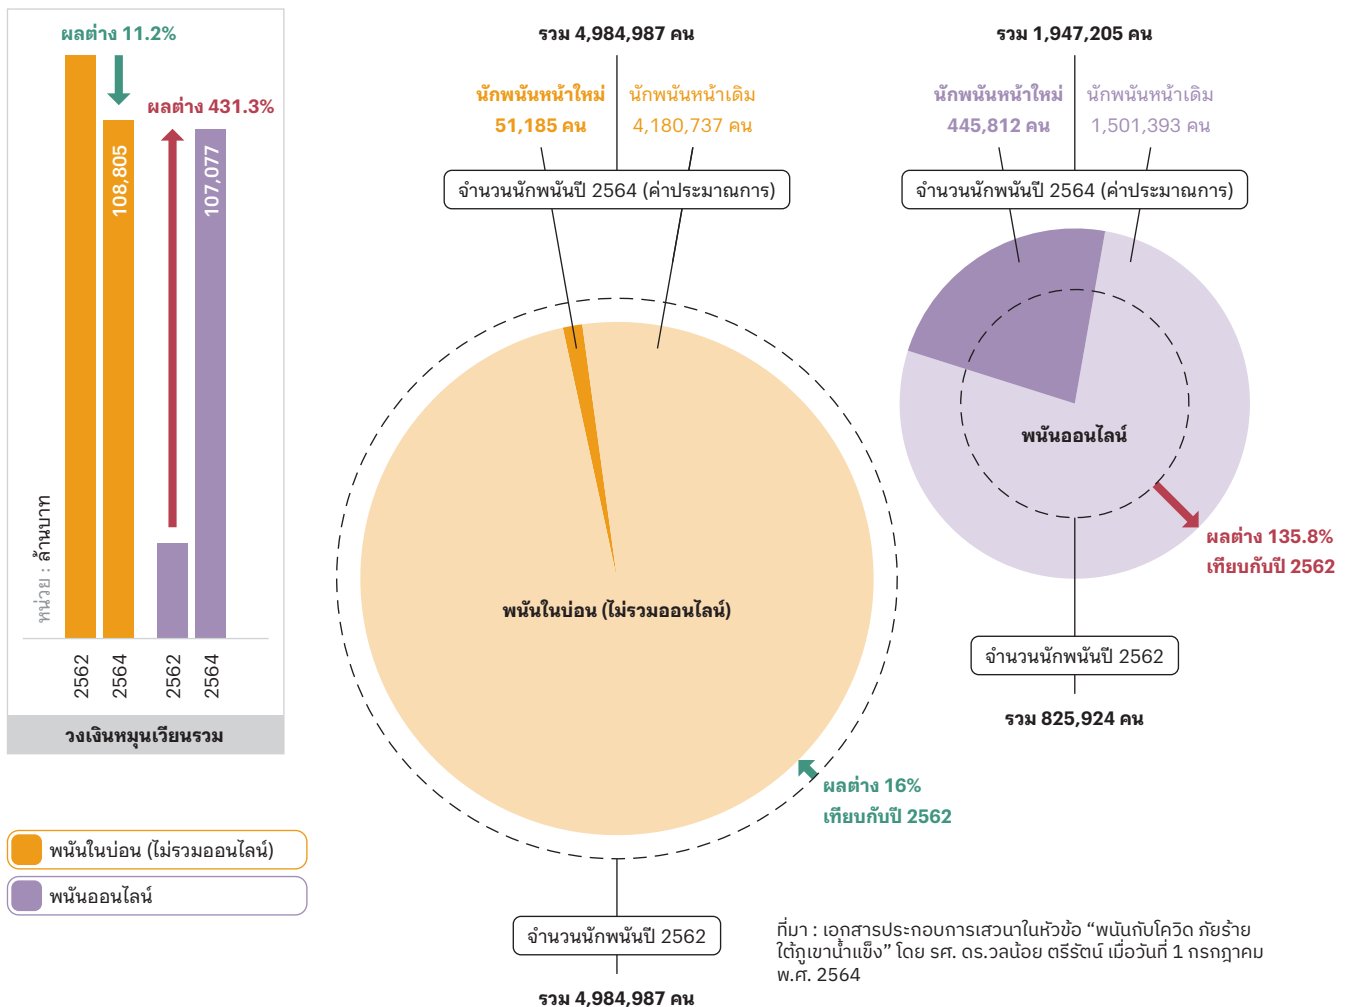 ผลต่าง 11.2%
ผลต่าง 431.3%
108,805
107,077
หน่วย : ล้านบาท
2562
2564
2562
2564
วงเงินหมุนเวียนรวม
พนันในบ่อน (ไม่รวมออนไลน์)
พนันออนไลน์
รวม 4,984,987 คน
นักพนันหน้าใหม่
51,185 คน
นักพนันหน้าเดิม
4,180,737 คน
จำนวนนักพนันปี 2564 (ค่าประมาณการ)
พนันในบ่อน (ไม่รวมออนไลน์)
ผลต่าง 16%
เทียบกับปี 2562
จำนวนนักพนันปี 2562
รวม 4,984,987 คน
รวม 1,947,205 คน
นักพนันหน้าใหม่
445,812 คน
นักพนันหน้าเดิม
1,501,393 คน
จำนวนนักพนันปี 2564 (ค่าประมาณการ)
พนันออนไลน์
ผลต่าง 135.8%
เทียบกับปี 2562
จำนวนนักพนันปี 2562
รวม 825,924 คน
ที่มา : เอกสารประกอบการเสวนาในหัวข้อ “พนันกับโควิด ภัยร้าย
ใต้ภูเขาน้ำแข็ง” โดย รศ. ดร.วลน้อย ตรีรัตน์ เมื่อวันที่ 1 กรกฎาคม
พ.ศ. 2564